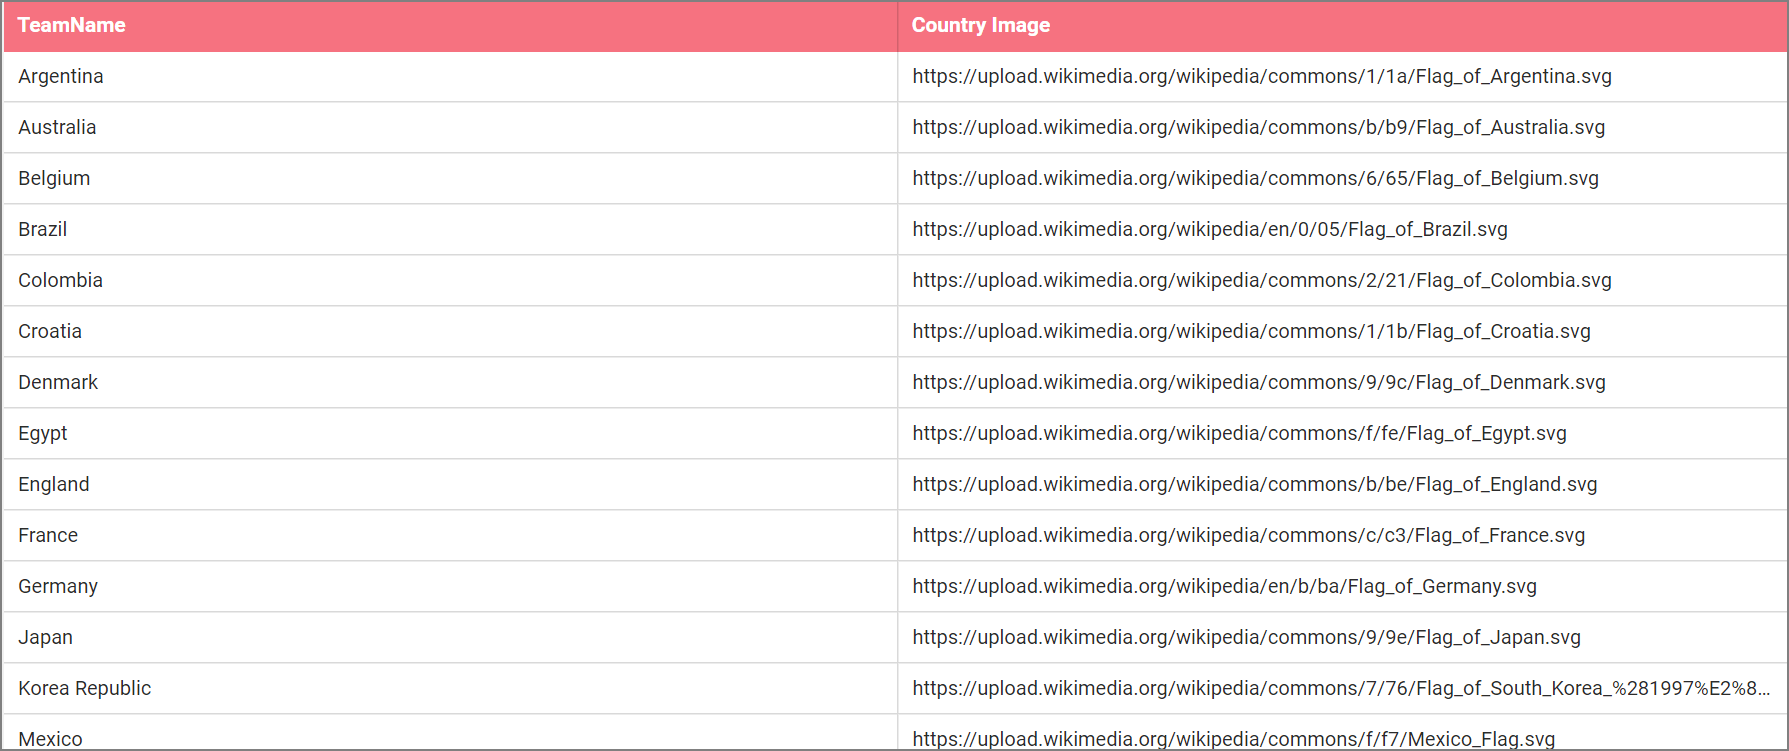 TeamName Country Image
Argentina https://upload.wikimedia.org/wikipedia/commons/1/1a/Flag_of_Argentina.svg
Australia https://upload.wikimedia.org/wikipedia/commons/b/b9/Flag_of_Australia.svg
Belgium https://upload.wikimedia.org/wikipedia/commons/6/65/Flag_of_Belgium.svg
Brazil https://upload.wikimedia.org/wikipedia/en/0/05/Flag_of_Brazil.svg
Colombia https://upload.wikimedia.org/wikipedia/commons/2/21/Flag_of_Colombia.svg
Croatia https://upload.wikimedia.org/wikipedia/commons/1/1b/Flag_of_Croatia.svg
Denmark https://upload.wikimedia.org/wikipedia/commons/9/9c/Flag_of_Denmark.svg
Egypt https://upload.wikimedia.org/wikipedia/commons/f/fe/Flag_of_Egypt.svg
England https://upload.wikimedia.org/wikipedia/commons/b/be/Flag_of_England.svg
France https://upload.wikimedia.org/wikipedia/commons/c/c3/Flag_of_France.svg
Germany https://upload.wikimedia.org/wikipedia/en/b/ba/Flag_of_Germany.svg
Japan https://upload.wikimedia.org/wikipedia/commons/9/9e/Flag_of_Japan.svg
Korea Republic https://upload.wikimedia.org/wikipedia/commons/7/76/Flag_of_South_Korea_%281997%E2%8...
Mexico https://upload.wikimedia.org/wikipedia/commons/f/f7/Mexico_Flag.svg